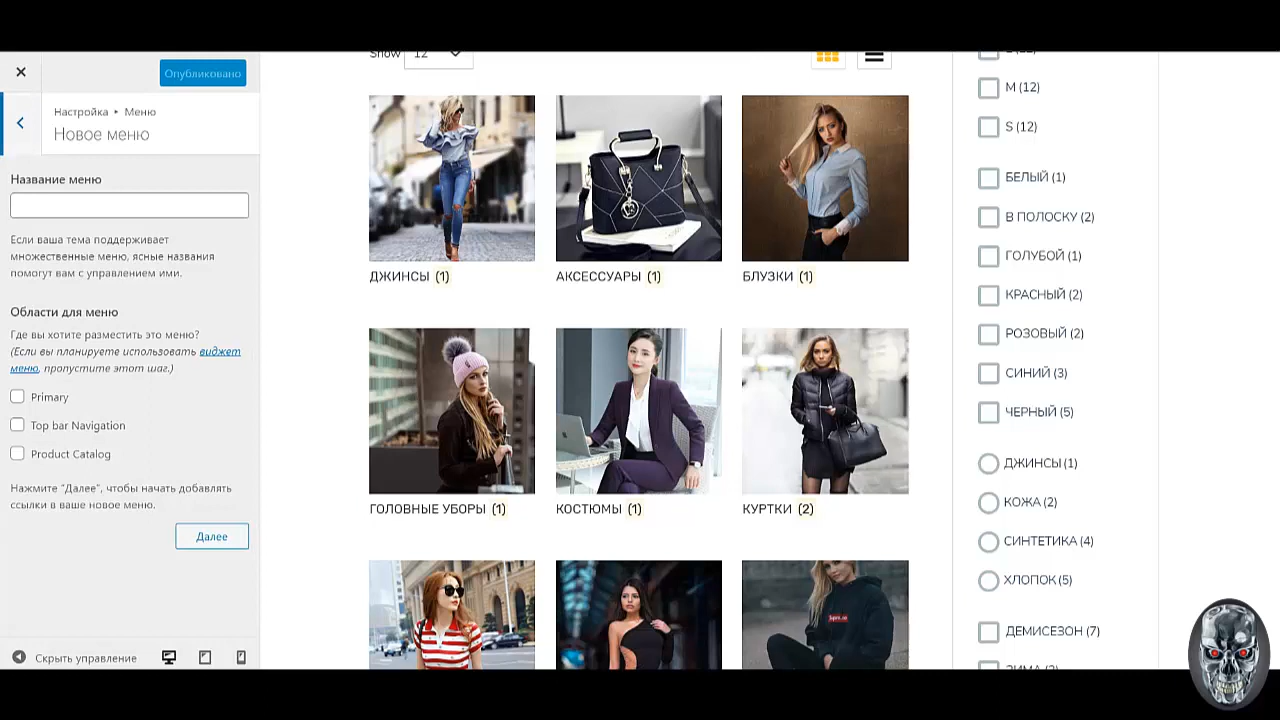 Опубликовано
Настройка ▸ Меню
Новое меню
Название меню
Если ваша тема поддерживает
множественные меню, ясные названия
помогут вам с управлением ими.
Области для меню
Где вы хотите разместить это меню?
(Если вы планируете использовать виджет
меню, пропустите этот шаг.)
Primary
Top bar Navigation
Product Catalog
Нажмите "Далее", чтобы начать добавлять
ссылки в ваше новое меню.
Далее
Скрыть управление
Show 12
ДЖИНСЫ (1)
АКСЕССУАРЫ (1)
БЛУЗКИ (1)
ГОЛОВНЫЕ УБОРЫ (1)
КОСТЮМЫ (1)
КУРТКИ (2)
M (12)
S (12)
БЕЛЫЙ (1)
В ПОЛОСКУ (2)
ГОЛУБОЙ (1)
КРАСНЫЙ (2)
РОЗОВЫЙ (2)
СИНИЙ (3)
ЧЕРНЫЙ (5)
ДЖИНСЫ (1)
КОЖА (2)
СИНТЕТИКА (4)
ХЛОПОК (5)
ДЕМИСЕЗОН (7)